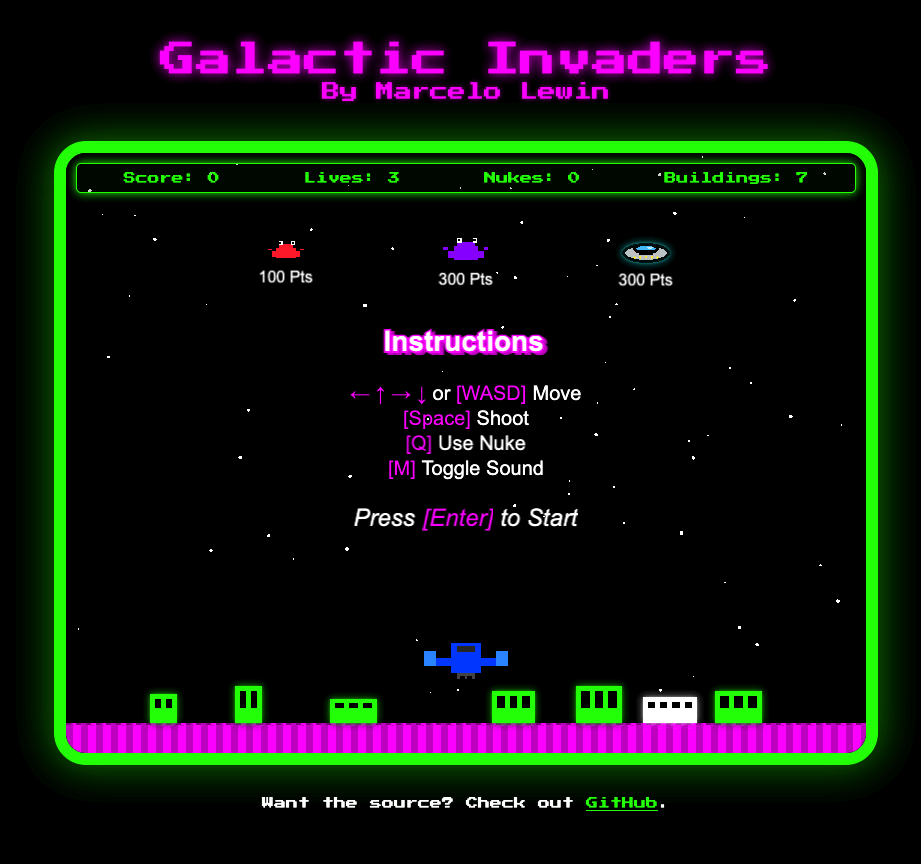 Galactic Invaders
By Marcelo Lewin
Score: 0 Lives: 3 Nukes: 0 Buildings: 7
100 Pts 300 Pts 300 Pts
Instructions
←↑→↓ or [WASD] Move
[Space] Shoot
[Q] Use Nuke
[M] Toggle Sound
Press [Enter] to Start
Want the source? Check out GitHub.